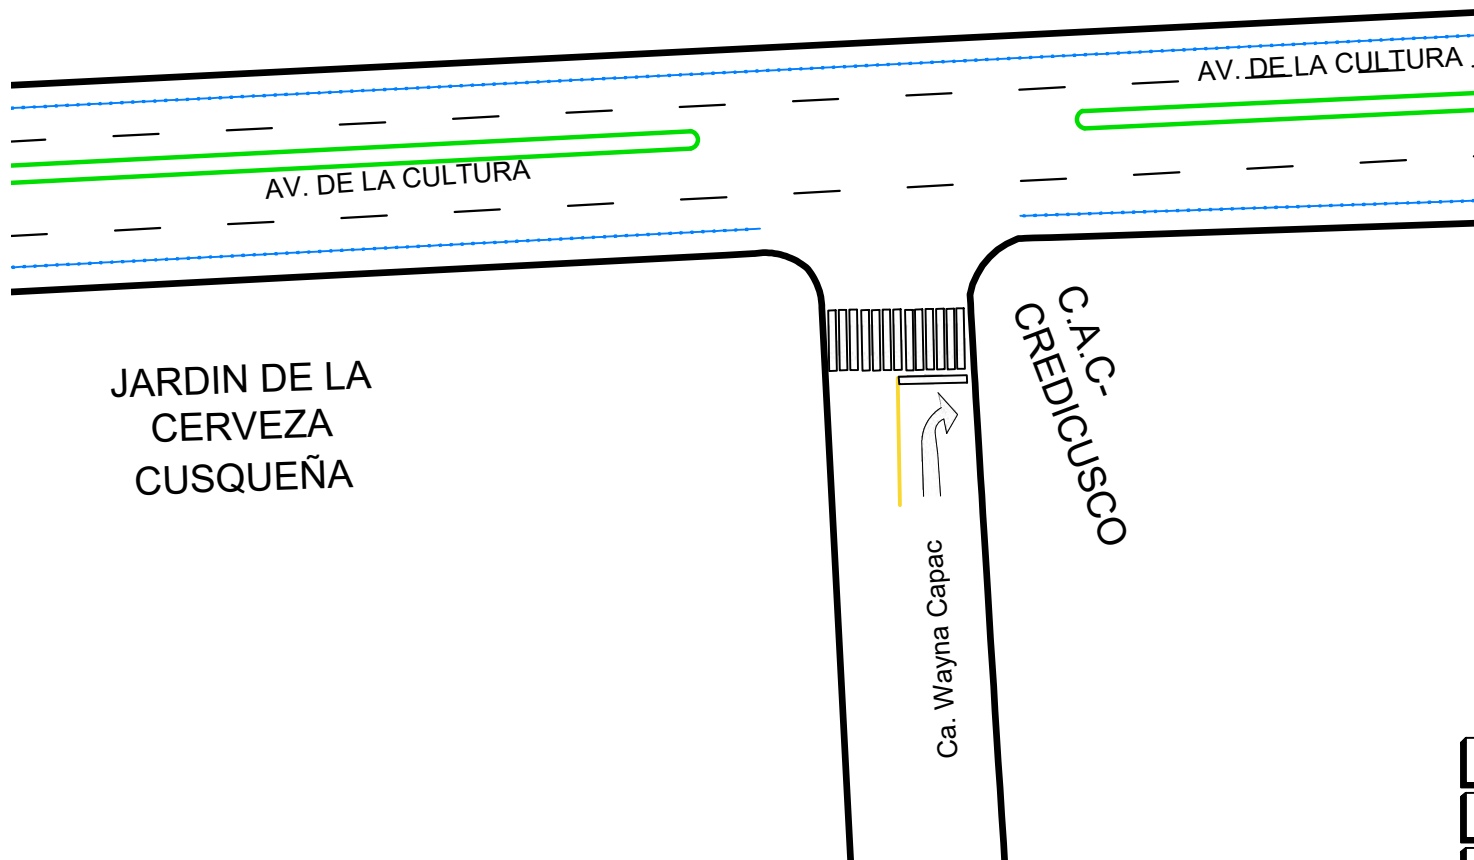 AV. DE LA CULTURA
AV. DE LA CULTURA
JARDIN DE LA
CERVEZA
CUSQUEÑA
C.A.C-
CREDICUSCO
Ca. Wayna Capac